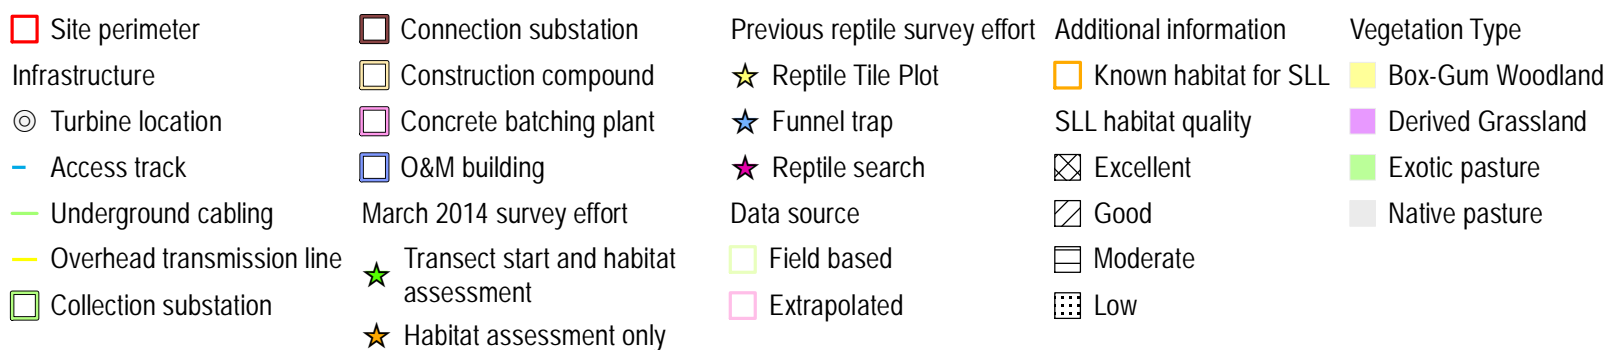 Site perimeter
Infrastructure
Turbine location
Access track
Underground cabling
Overhead transmission line
Collection substation
Connection substation
Construction compound
Concrete batching plant
O&M building
March 2014 survey effort
Transect start and habitat
assessment
Habitat assessment only
Previous reptile survey effort
Reptile Tile Plot
Funnel trap
Reptile search
Data source
Field based
Extrapolated
Additional information
Known habitat for SLL
SLL habitat quality
Excellent
Good
Moderate
Low
Vegetation Type
Box-Gum Woodland
Derived Grassland
Exotic pasture
Native pasture